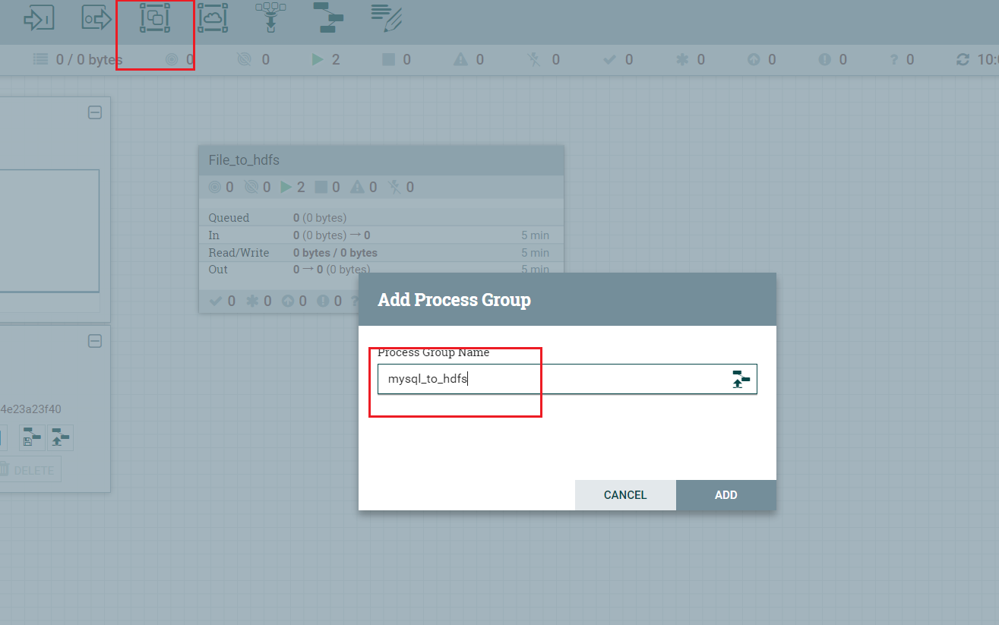 0 / 0 bytes 0 0 2 0 0 0 0 0 0 0 0 10:
File_to_hdfs
0 0 2 0 0 0
Queued 0 (0 bytes)
In 0 (0 bytes) → 0 5 min
Read/Write 0 bytes / 0 bytes 5 min
Out 0 → 0 (0 bytes) 5 min
0 0 0 0 ?
Add Process Group
Process Group Name
mysql_to_hdfs
4e23a23f40
DELETE
CANCEL ADD